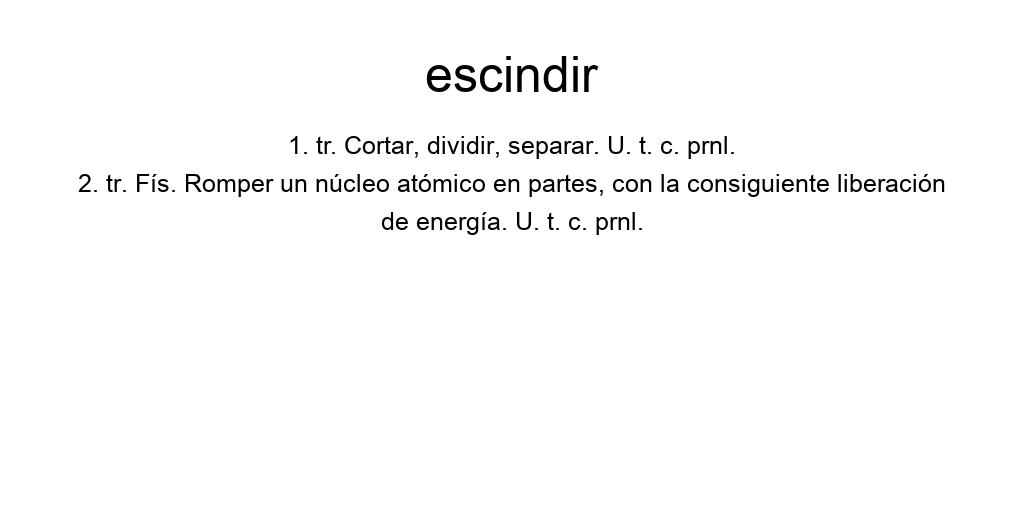 escindir
1. tr. Cortar, dividir, separar. U. t. c. prnl.
2. tr. Fís. Romper un núcleo atómico en partes, con la consiguiente liberación
de energía. U. t. c. prnl.